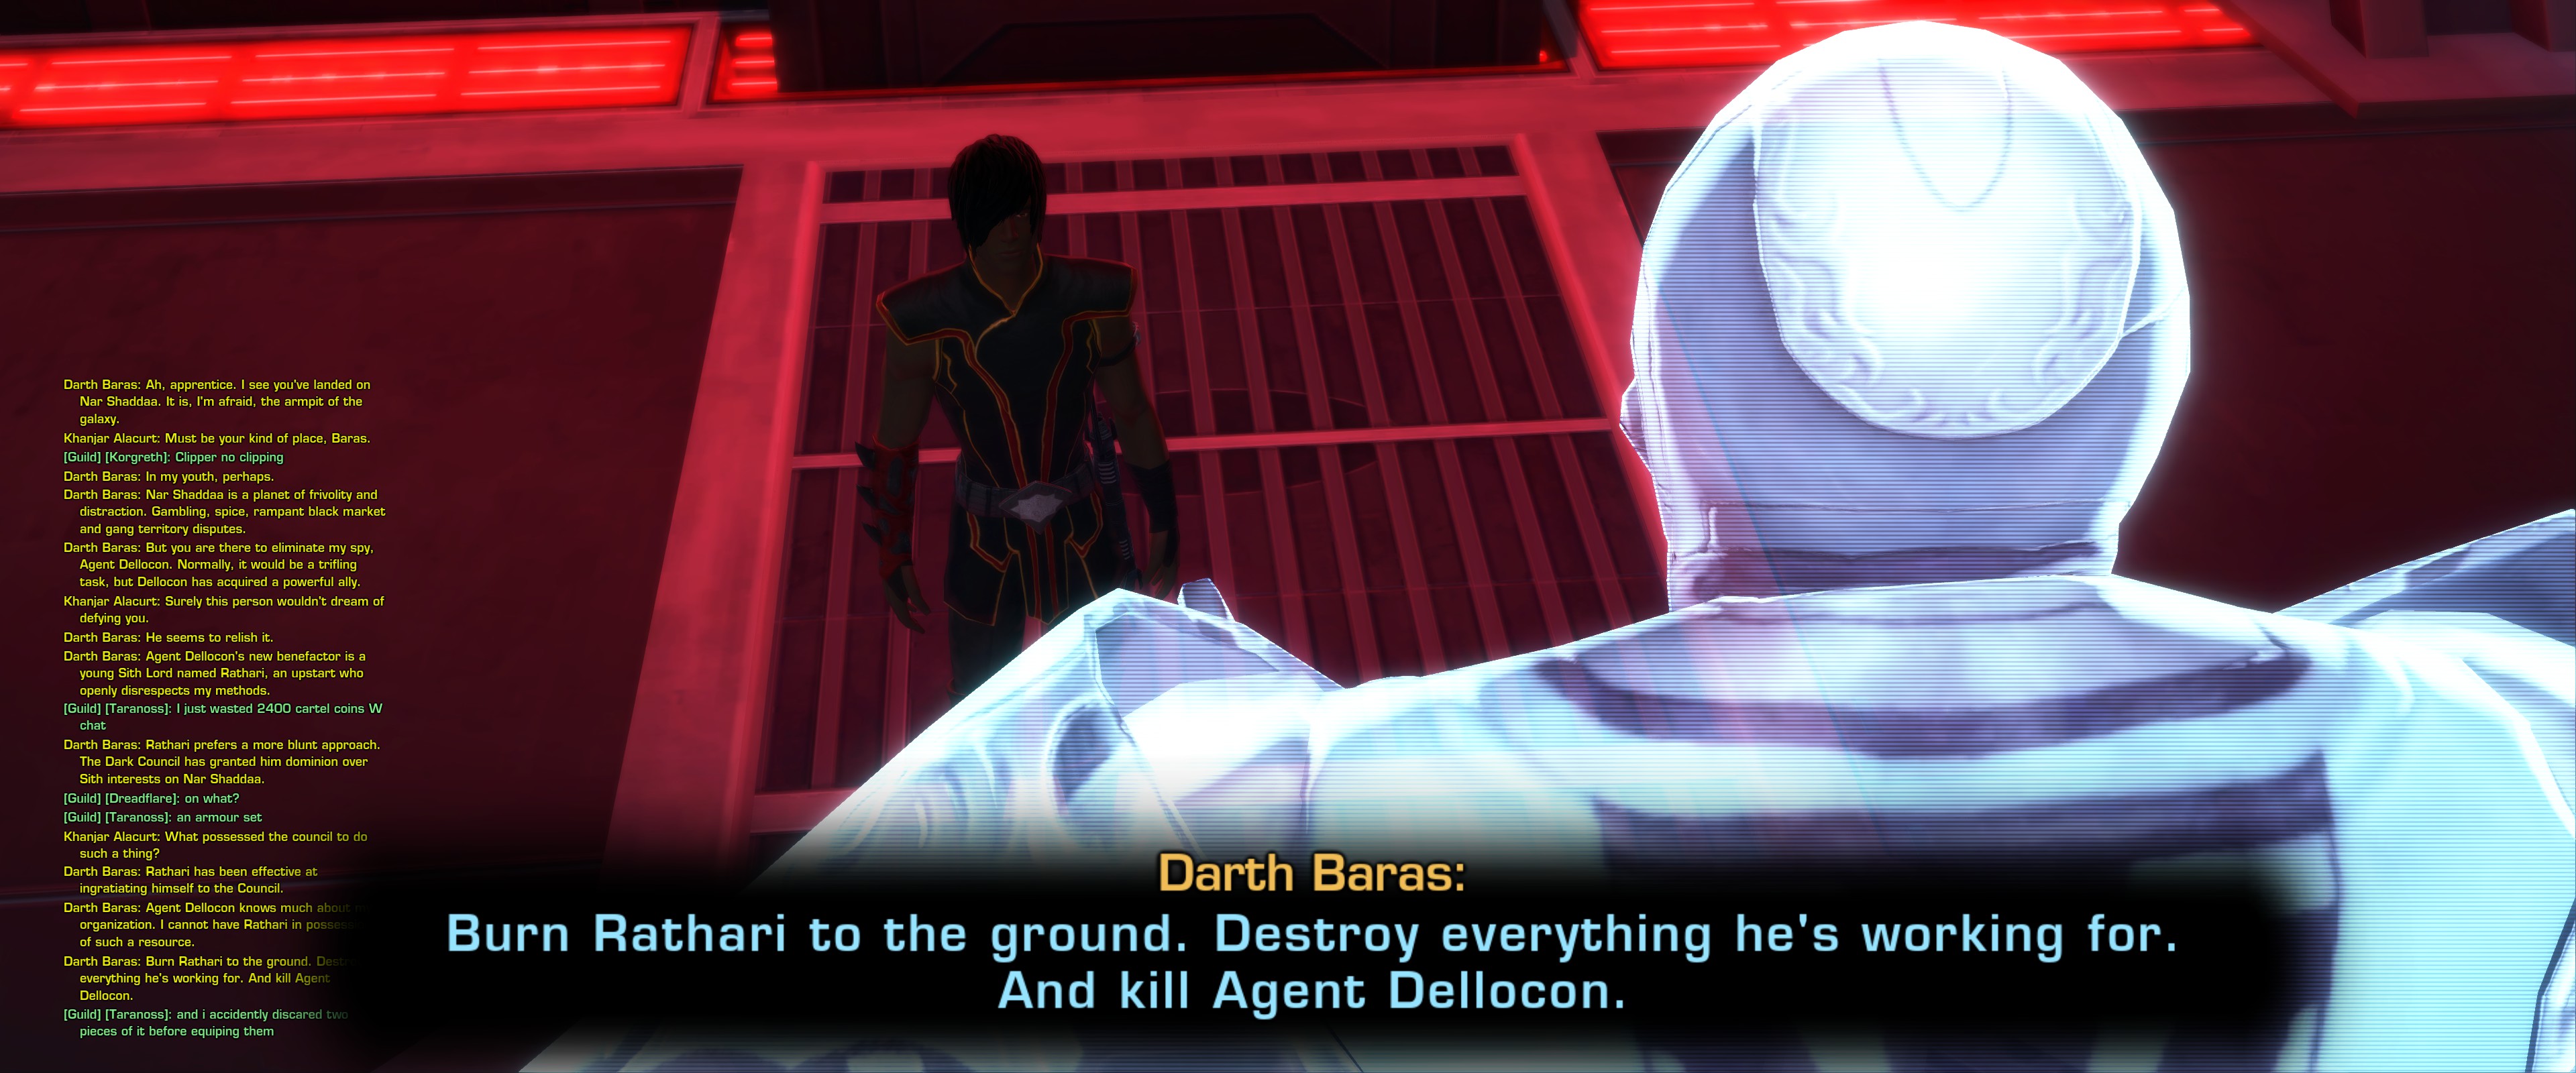 Darth Baras: Ah, apprentice. I see you've landed on
Nar Shaddaa. It is, I'm afraid, the armpit of the
galaxy.
Khanjar Alacurt: Must be your kind of place, Baras.
[Guild] [Korgreth]: Clipper no clipping
Darth Baras: In my youth, perhaps.
Darth Baras: Nar Shaddaa is a planet of frivolity and
distraction. Gambling, spice, rampant black market
and gang territory disputes.
Darth Baras: But you are there to eliminate my spy,
Agent Dellocon. Normally, it would be a trifling
task, but Dellocon has acquired a powerful ally.
Khanjar Alacurt: Surely this person wouldn't dream of
defying you.
Darth Baras: He seems to relish it.
Darth Baras: Agent Dellocon's new benefactor is a
young Sith Lord named Rathari, an upstart who
openly disrespects my methods.
[Guild] [Taranoss]: I just wasted 2400 cartel coins W
chat
Darth Baras: Rathari prefers a more blunt approach.
The Dark Council has granted him dominion over
Sith interests on Nar Shaddaa.
[Guild] [Dreadflare]: on what?
[Guild] [Taranoss]: an armour set
Khanjar Alacurt: What possessed the council to do
such a thing?
Darth Baras: Rathari has been effective at
ingratiating himself to the Council.
Darth Baras: Agent Dellocon knows much about
organization. I cannot have Rathari in
of such a resource.
Darth Baras: Burn Rathari to the ground.
everything he's working for. And kill Agent
Dellocon.
[Guild] [Taranoss]: and i accidently discared two
pieces of it before equiping them
Darth Baras:
Burn Rathari to the ground. Destroy everything he's working for.
And kill Agent Dellocon.